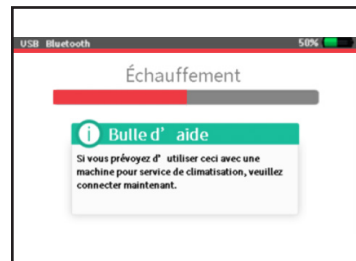 USB Bluetooth 50%
Échauffement
i Bulle d' aide
Si vous prévoyez d' utiliser ceci avec une
machine pour service de climatisation, veuillez
connecter maintenant.